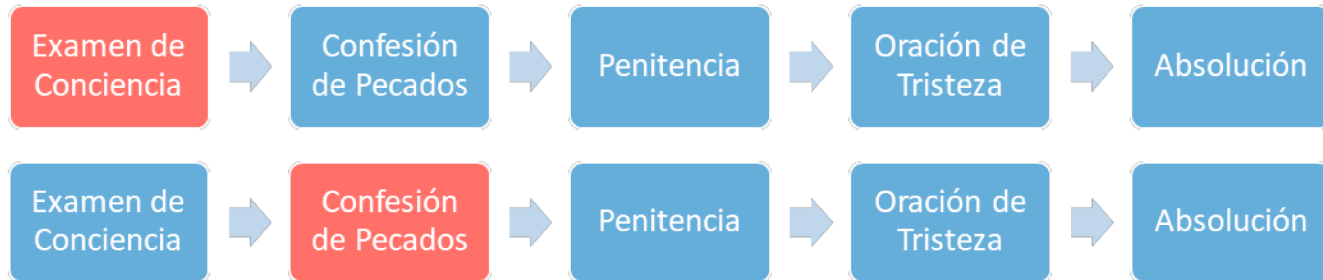 Examen de
Conciencia
Confesión
de Pecados
Penitencia
Oración de
Tristeza
Absolución
Examen de
Conciencia
Confesión
de Pecados
Penitencia
Oración de
Tristeza
Absolución